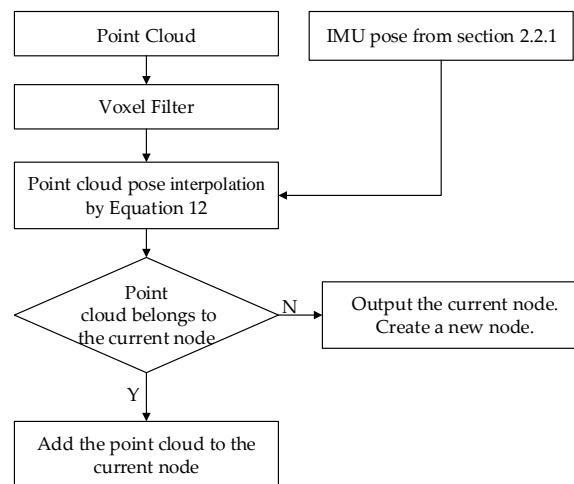 Point Cloud
IMU pose from section 2.2.1
Voxel Filter
Point cloud pose interpolation
by Equation 12
Point
cloud belongs to
the current node
N
Output the current node.
Create a new node.
Y
Add the point cloud to the
current node